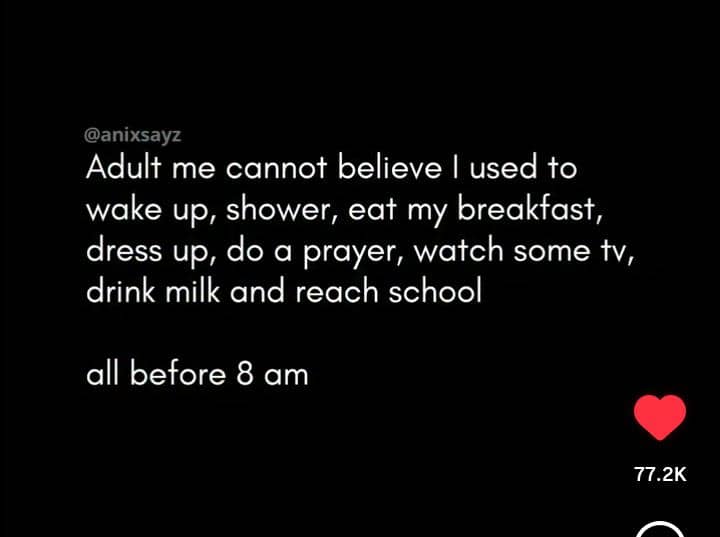 @anixsayz
Adult me cannot believe I used to
wake up, shower, eat my breakfast,
dress up, do a prayer, watch some tv,
drink milk and reach school
all before 8 am
77.2K